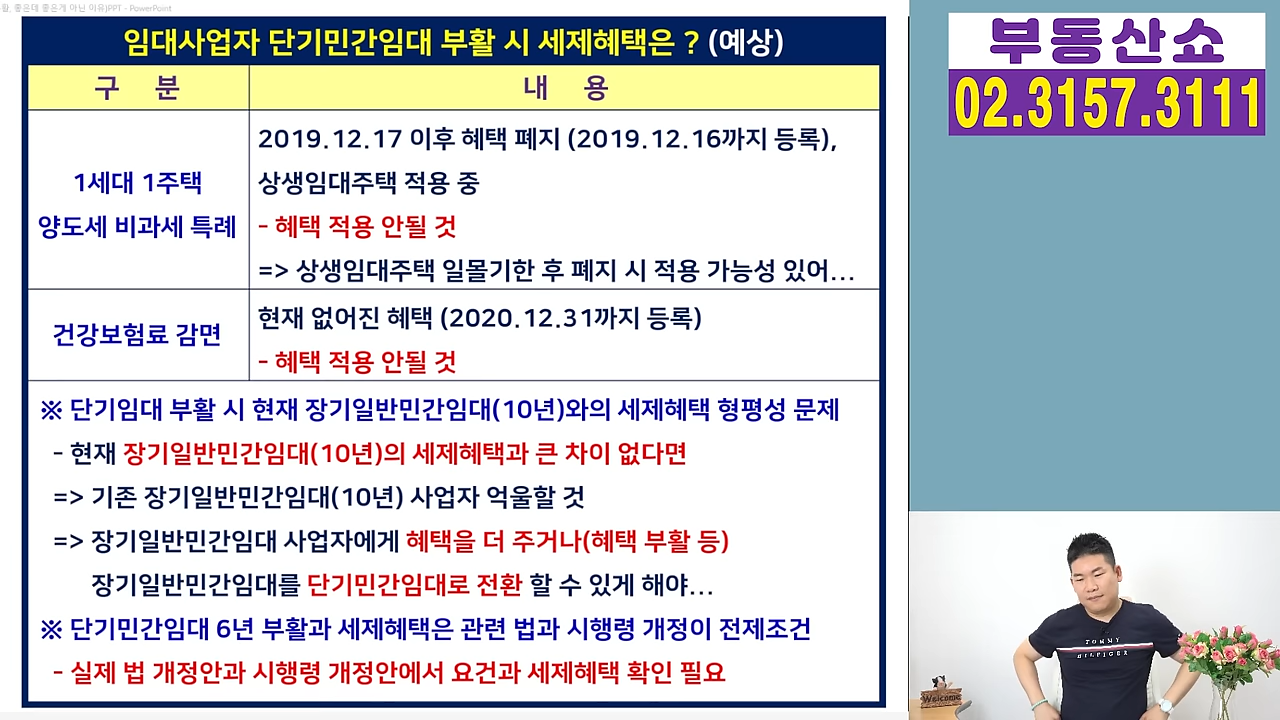 활, 좋은데 좋은게 아닌 이유)PPT - PowerPoint
임대사업자 단기민간임대 부활 시 세제혜택은 ? (예상)
구 분
내 용
1세대 1주택
양도세 비과세 특례
2019.12.17 이후 혜택 폐지 (2019.12.16까지 등록),
상생임대주택 적용 중
- 혜택 적용 안될 것
=> 상생임대주택 일몰기한 후 폐지 시 적용 가능성 있어...
건강보험료 감면
현재 없어진 혜택 (2020.12.31까지 등록)
- 혜택 적용 안될 것
※ 단기임대 부활 시 현재 장기일반민간임대(10년)와의 세제혜택 형평성 문제
- 현재 장기일반민간임대(10년)의 세제혜택과 큰 차이 없다면
=> 기존 장기일반민간임대(10년) 사업자 억울할 것
=> 장기일반민간임대 사업자에게 혜택을 더 주거나(혜택 부활 등)
장기일반민간임대를 단기민간임대로 전환 할 수 있게 해야...
※ 단기민간임대 6년 부활과 세제혜택은 관련 법과 시행령 개정이 전제조건
- 실제 법 개정안과 시행령 개정안에서 요건과 세제혜택 확인 필요
부동산쇼
02.3157.3111
TOMMY
HILFIGER
Welcome